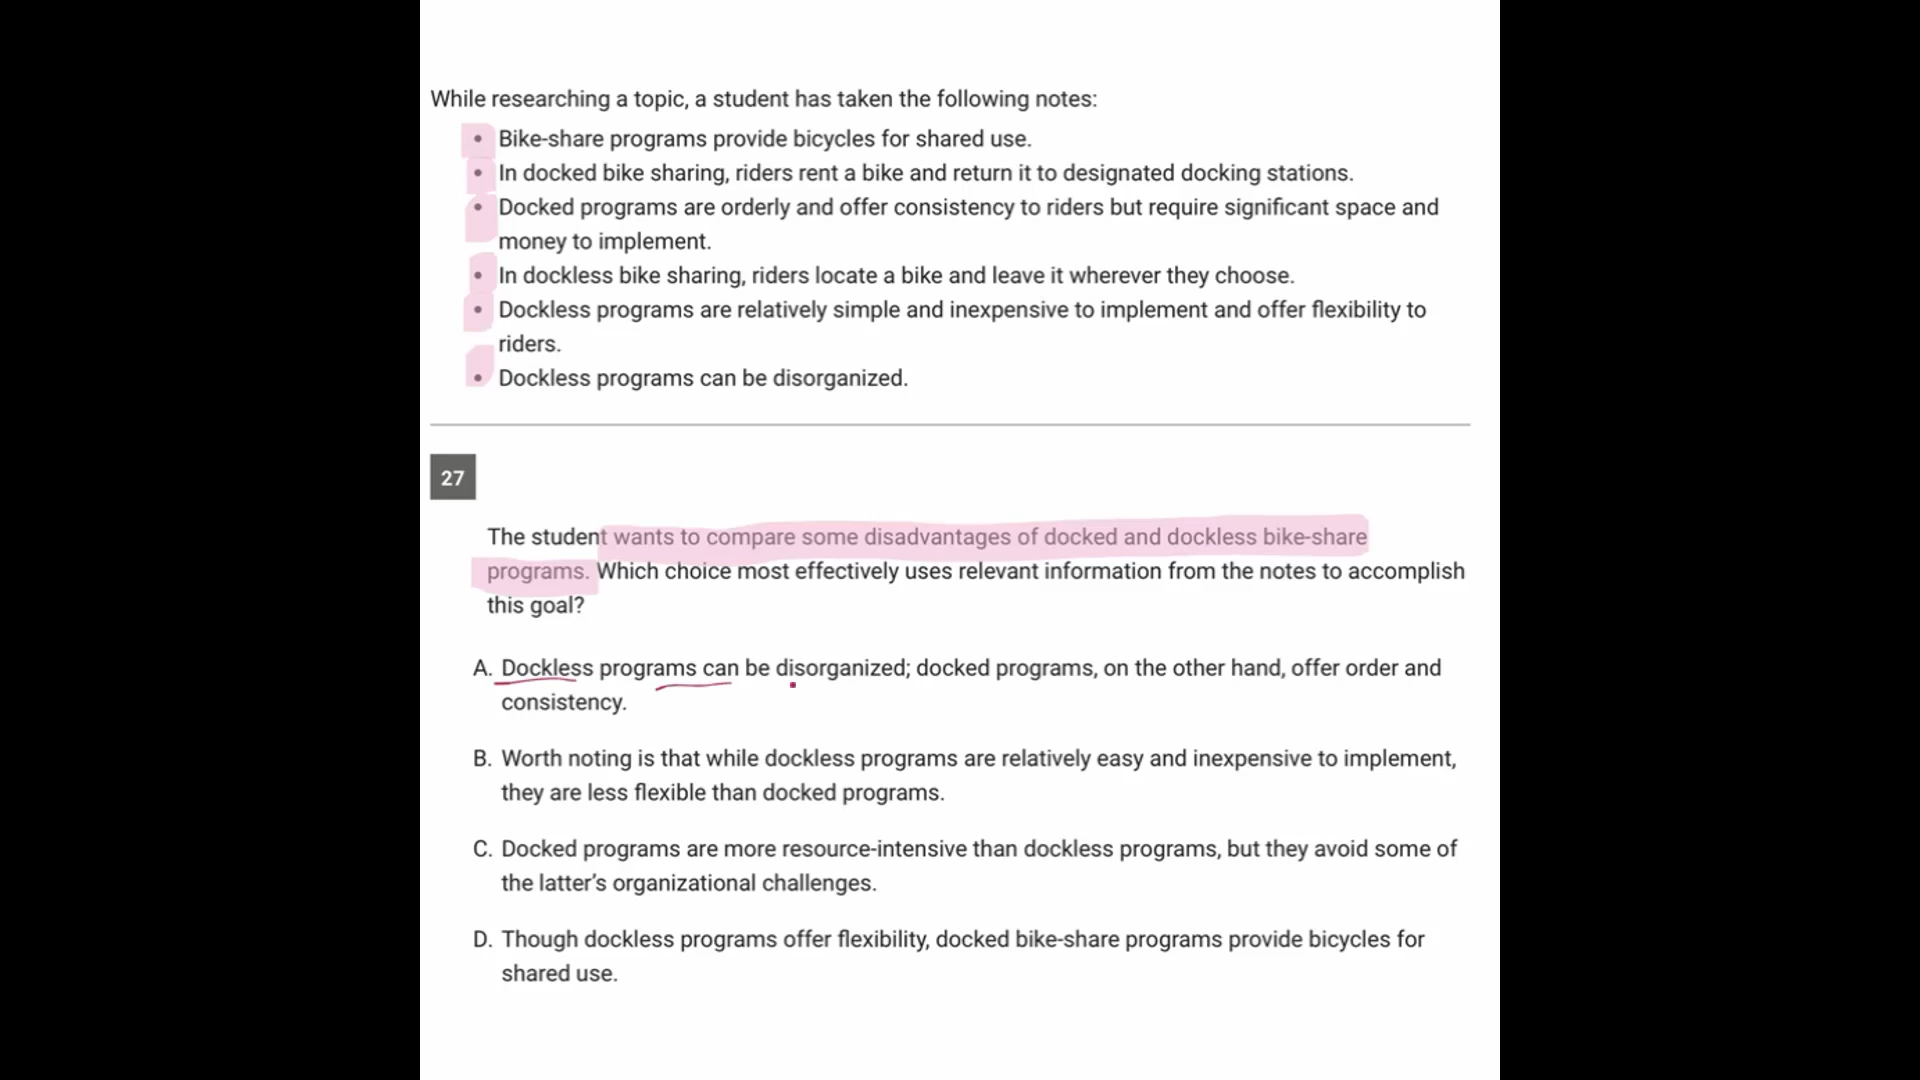 While researching a topic, a student has taken the following notes:
• Bike-share programs provide bicycles for shared use.
• In docked bike sharing, riders rent a bike and return it to designated docking stations.
• Docked programs are orderly and offer consistency to riders but require significant space and
money to implement.
• In dockless bike sharing, riders locate a bike and leave it wherever they choose.
• Dockless programs are relatively simple and inexpensive to implement and offer flexibility to
riders.
• Dockless programs can be disorganized.
27
The student wants to compare some disadvantages of docked and dockless bike-share
programs. Which choice most effectively uses relevant information from the notes to accomplish
this goal?
A. Dockless programs can be disorganized; docked programs, on the other hand, offer order and
consistency.
B. Worth noting is that while dockless programs are relatively easy and inexpensive to implement,
they are less flexible than docked programs.
C. Docked programs are more resource-intensive than dockless programs, but they avoid some of
the latter’s organizational challenges.
D. Though dockless programs offer flexibility, docked bike-share programs provide bicycles for
shared use.